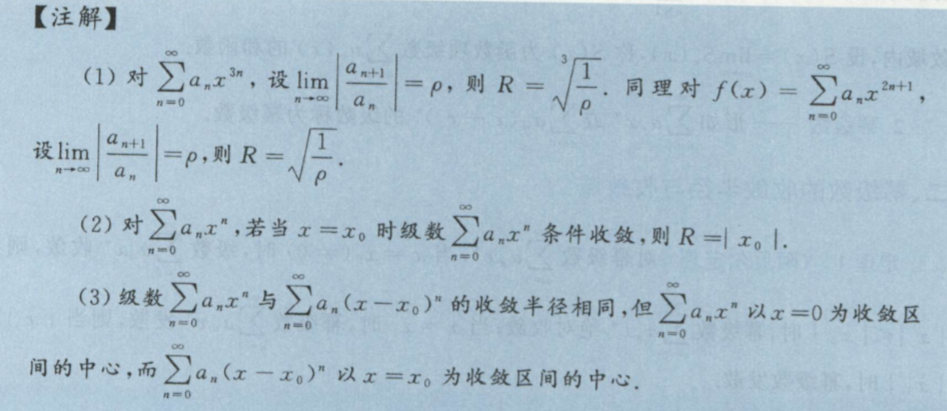 【注解】
(1) 对 $\sum_{n=0}^{\infty} a_n x^{3n}$, 设 $\lim_{n\to\infty} \left| \frac{a_{n+1}}{a_n} \right| = \rho$, 则 $R = \sqrt[3]{\frac{1}{\rho}}$. 同理对 $f(x) = \sum_{n=0}^{\infty} a_n x^{2n+1}$,
设 $\lim_{n\to\infty} \left| \frac{a_{n+1}}{a_n} \right| = \rho$, 则 $R = \sqrt{\frac{1}{\rho}}$.
(2) 对 $\sum_{n=0}^{\infty} a_n x^n$, 若当 $x = x_0$ 时级数 $\sum_{n=0}^{\infty} a_n x^n$ 条件收敛, 则 $R = | x_0 |$.
(3) 级数 $\sum_{n=0}^{\infty} a_n x^n$ 与 $\sum_{n=0}^{\infty} a_n (x - x_0)^n$ 的收敛半径相同, 但 $\sum_{n=0}^{\infty} a_n x^n$ 以 $x = 0$ 为收敛区
间的中心, 而 $\sum_{n=0}^{\infty} a_n (x - x_0)^n$ 以 $x = x_0$ 为收敛区间的中心.